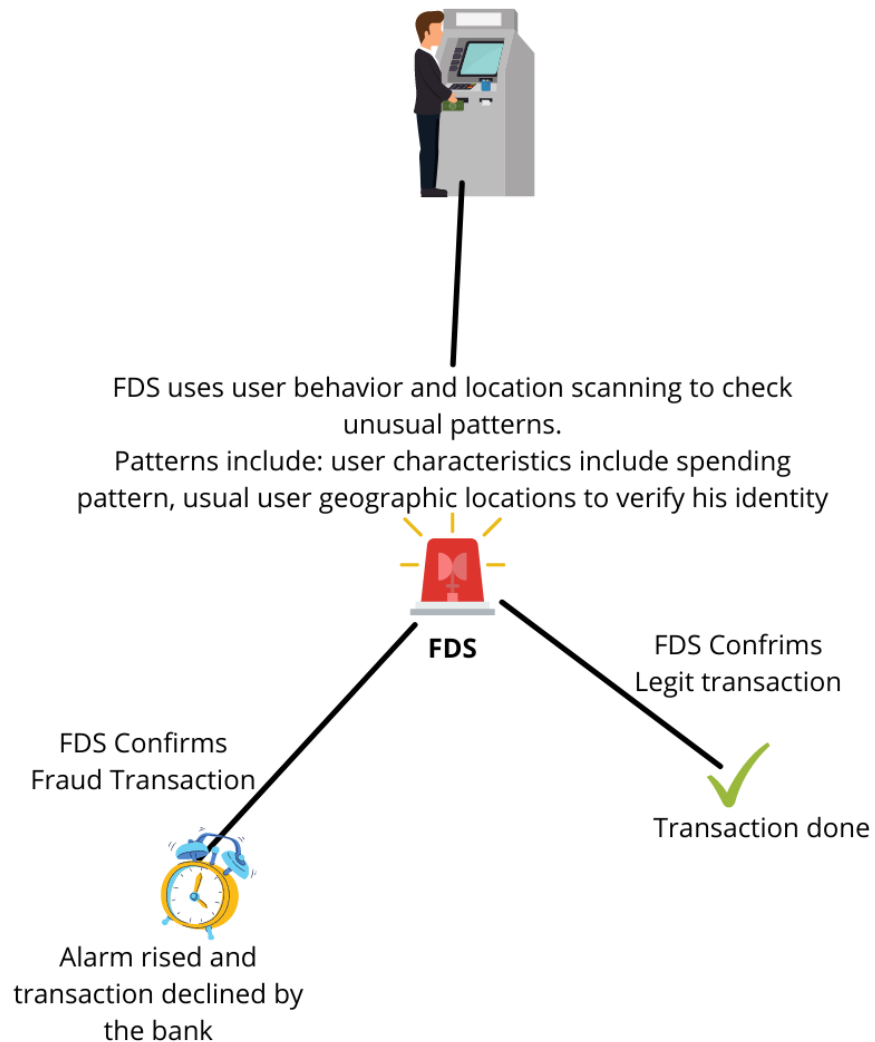 FDS uses user behavior and location scanning to check
unusual patterns.
Patterns include: user characteristics include spending
pattern, usual user geographic locations to verify his identity
FDS
FDS Confrims
Legit transaction
FDS Confirms
Fraud Transaction
Transaction done
Alarm rised and
transaction declined by
the bank